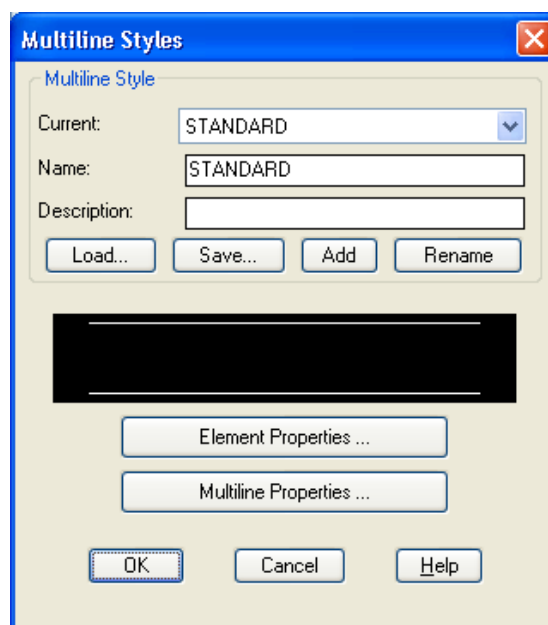 Multiline Styles
Multiline Style
Current: STANDARD
Name: STANDARD
Description:
Load... Save... Add Rename
Element Properties ...
Multiline Properties ...
OK Cancel Help